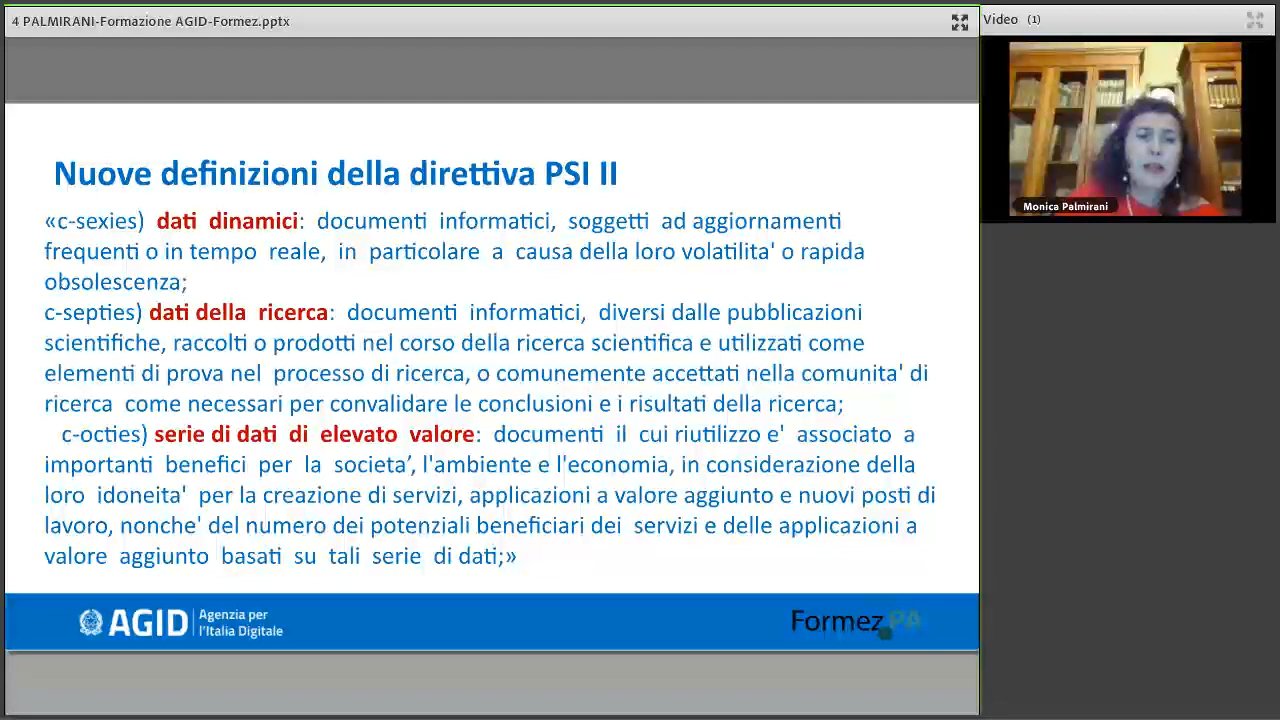 4 PALMIRANI-Formazione AGID-Formez.pptx
Video (1)
Monica Palmirani
Nuove definizioni della direttiva PSI II
«c-sexies) dati dinamici: documenti informatici, soggetti ad aggiornamenti
frequenti o in tempo reale, in particolare a causa della loro volatilita' o rapida
obsolescenza;
c-septies) dati della ricerca: documenti informatici, diversi dalle pubblicazioni
scientifiche, raccolti o prodotti nel corso della ricerca scientifica e utilizzati come
elementi di prova nel processo di ricerca, o comunemente accettati nella comunita' di
ricerca come necessari per convalidare le conclusioni e i risultati della ricerca;
c-octies) serie di dati di elevato valore: documenti il cui riutilizzo e' associato a
importanti benefici per la societa’, l'ambiente e l'economia, in considerazione della
loro idoneita' per la creazione di servizi, applicazioni a valore aggiunto e nuovi posti di
lavoro, nonche' del numero dei potenziali beneficiari dei servizi e delle applicazioni a
valore aggiunto basati su tali serie di dati;»
AGID Agenzia per
l'Italia Digitale
Formez PA